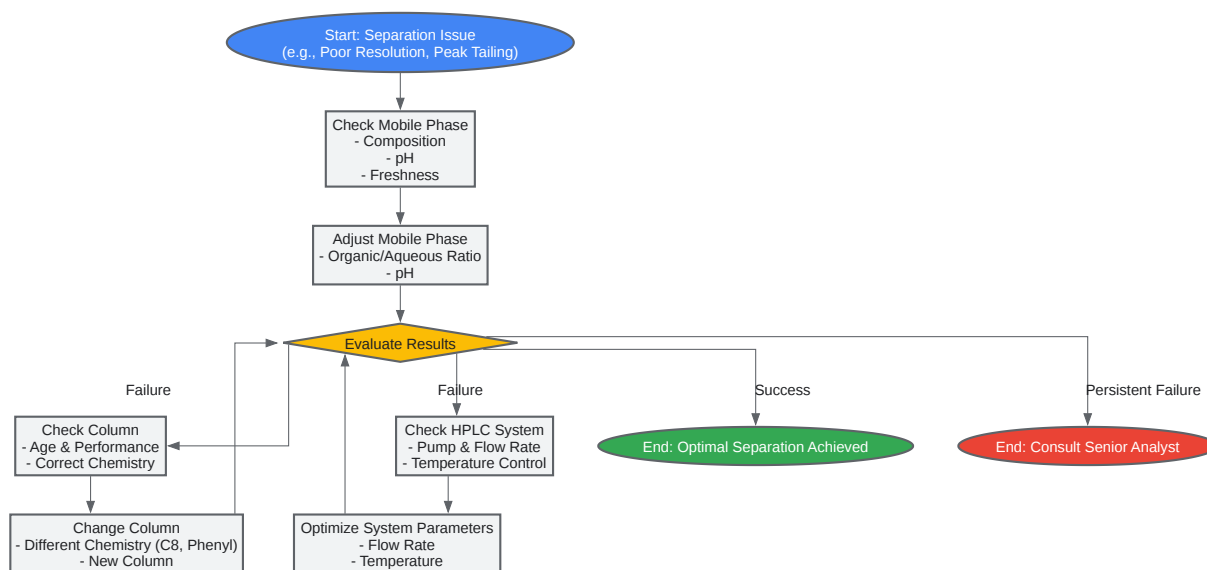 Start: Separation Issue
(e.g., Poor Resolution, Peak Tailing)
Check Mobile Phase
- Composition
- pH
- Freshness
Adjust Mobile Phase
- Organic/Aqueous Ratio
- pH
Evaluate Results
Failure
Failure
Success
Persistent Failure
Check Column
- Age & Performance
- Correct Chemistry
Check HPLC System
- Pump & Flow Rate
- Temperature Control
End: Optimal Separation Achieved
End: Consult Senior Analyst
Change Column
- Different Chemistry (C8, Phenyl)
- New Column
Optimize System Parameters
- Flow Rate
- Temperature